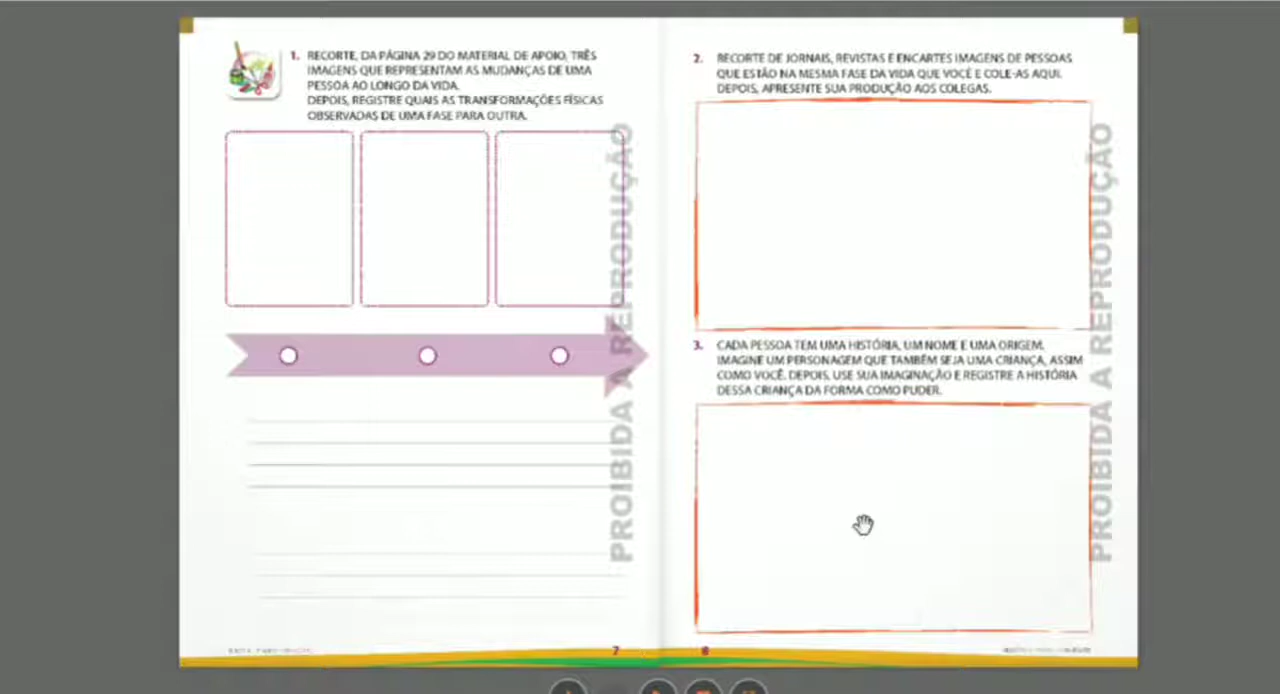 1. RECORTE, DA PÁGINA 29 DO MATERIAL DE APOIO, TRÊS
IMAGENS QUE REPRESENTAM AS MUDANÇAS DE UMA
PESSOA AO LONGO DA VIDA.
DEPOIS, REGISTRE QUAIS AS TRANSFORMAÇÕES FÍSICAS
OBSERVADAS DE UMA FASE PARA OUTRA.
PROIBIDA A REPRODUÇÃO
7
2. RECORTE DE JORNAIS, REVISTAS E ENCARTES IMAGENS DE PESSOAS
QUE ESTÃO NA MESMA FASE DA VIDA QUE VOCÊ E COLE-AS AQUI.
DEPOIS, APRESENTE SUA PRODUÇÃO AOS COLEGAS.
3. CADA PESSOA TEM UMA HISTÓRIA, UM NOME E UMA ORIGEM.
IMAGINE UM PERSONAGEM QUE TAMBÉM SEJA UMA CRIANÇA, ASSIM
COMO VOCÊ. DEPOIS, USE SUA IMAGINAÇÃO E REGISTRE A HISTÓRIA
DESSA CRIANÇA DA FORMA COMO PUDER.
PROIBIDA A REPRODUÇÃO
8